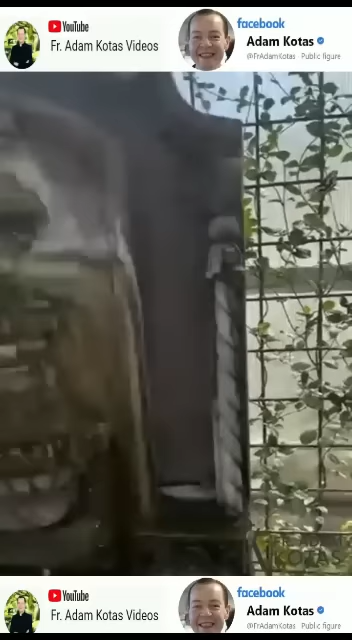 YouTube
Fr. Adam Kotas Videos
facebook
Adam Kotas
@FrAdamKotas · Public figure
KOTAS
YouTube
Fr. Adam Kotas Videos
facebook
Adam Kotas
@FrAdamKotas · Public figure